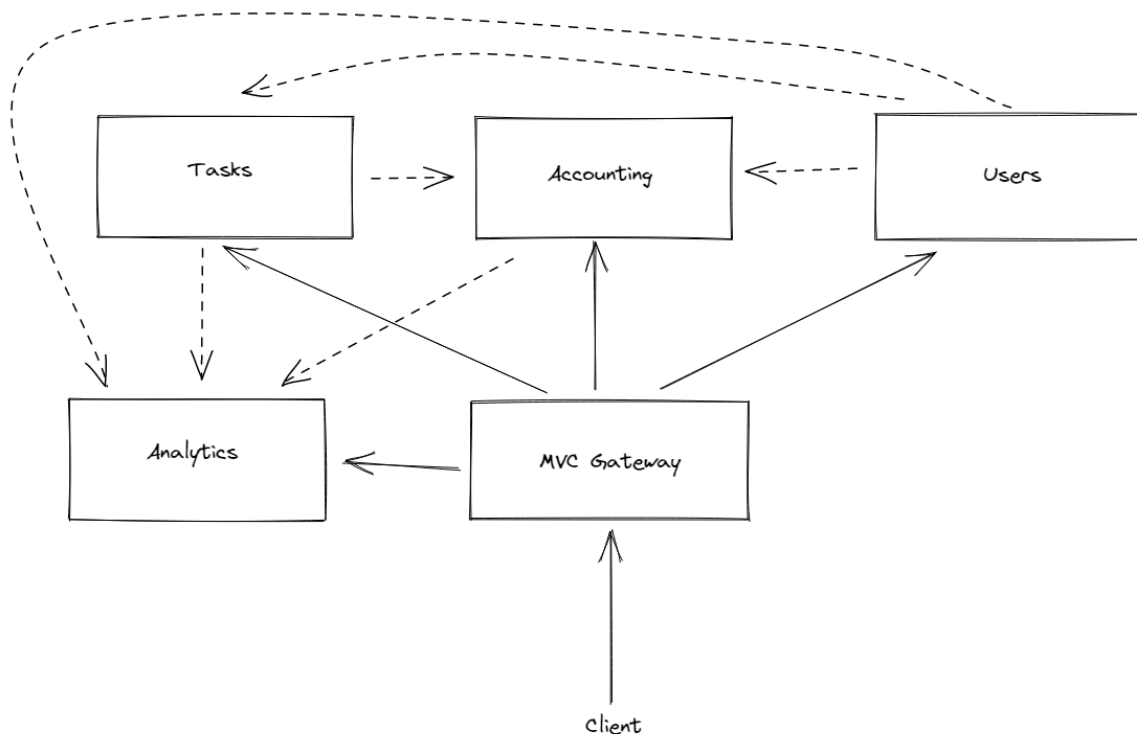 Tasks
Accounting
Users
Analytics
MVC Gateway
Client